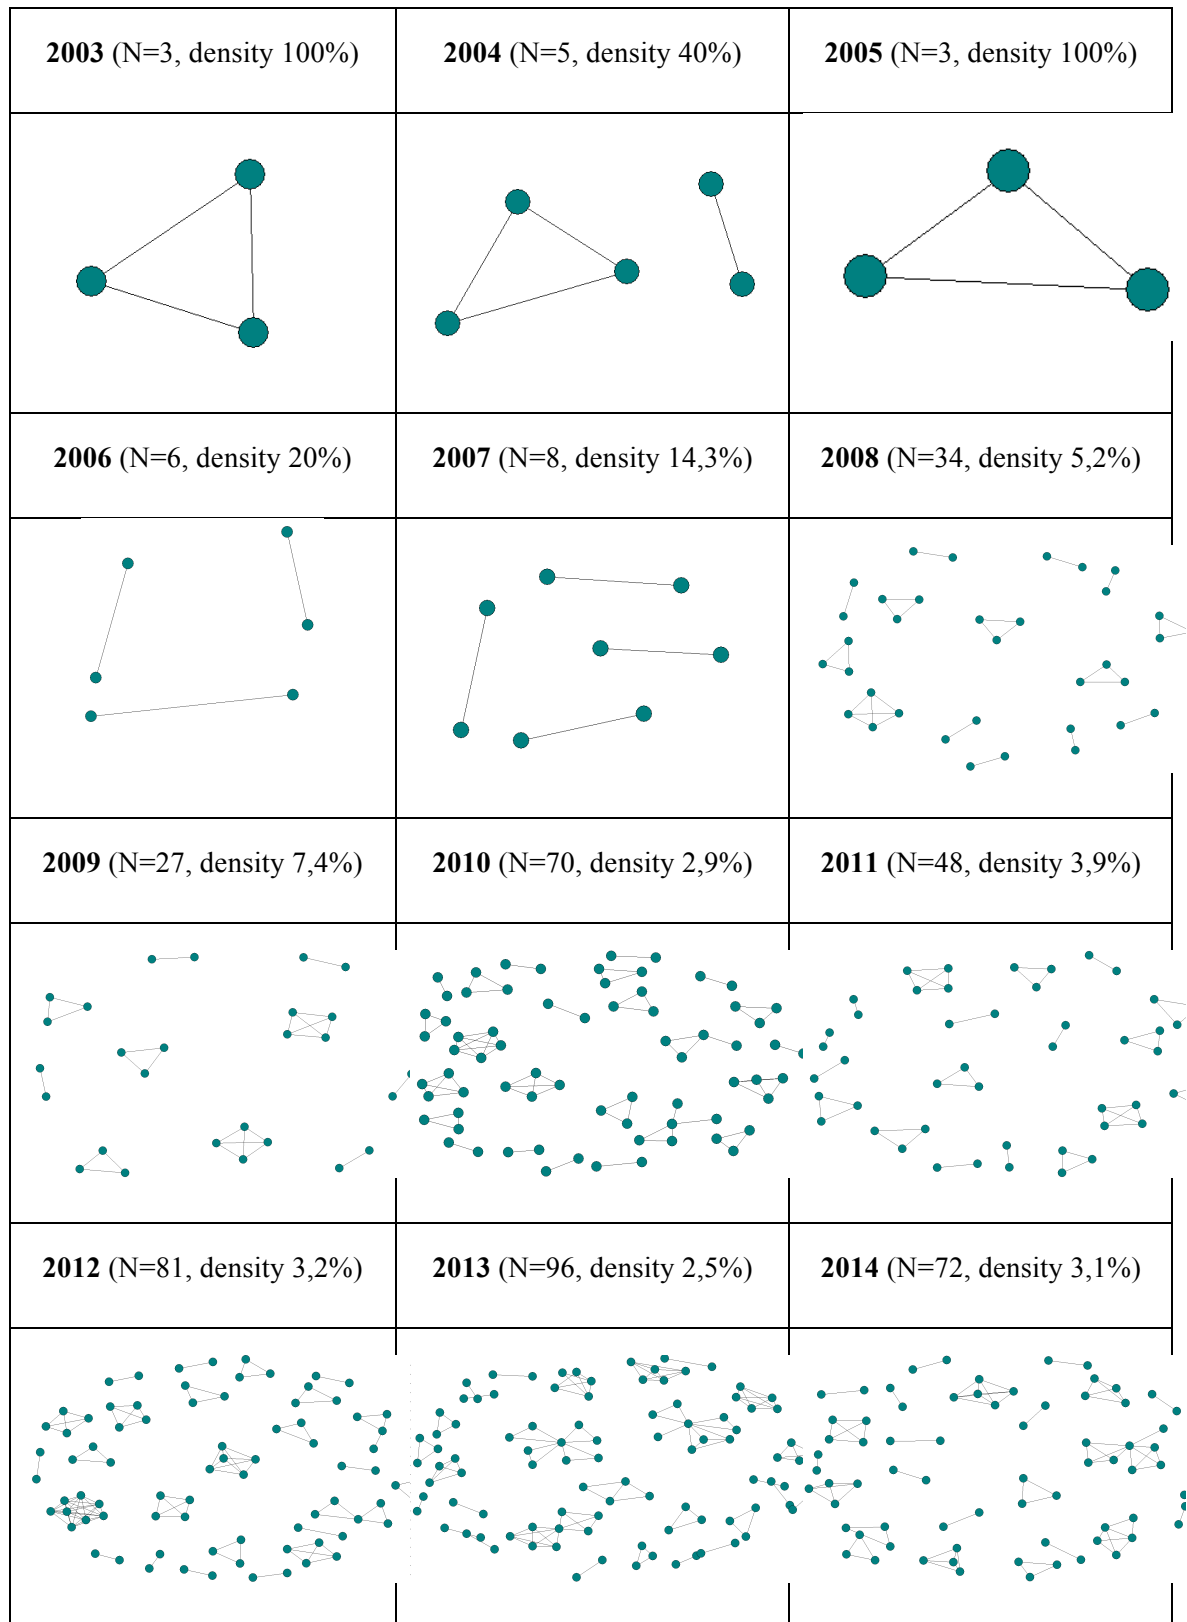 2003 (N=3, density 100%)
2004 (N=5, density 40%)
2005 (N=3, density 100%)
2006 (N=6, density 20%)
2007 (N=8, density 14,3%)
2008 (N=34, density 5,2%)
2009 (N=27, density 7,4%)
2010 (N=70, density 2,9%)
2011 (N=48, density 3,9%)
2012 (N=81, density 3,2%)
2013 (N=96, density 2,5%)
2014 (N=72, density 3,1%)